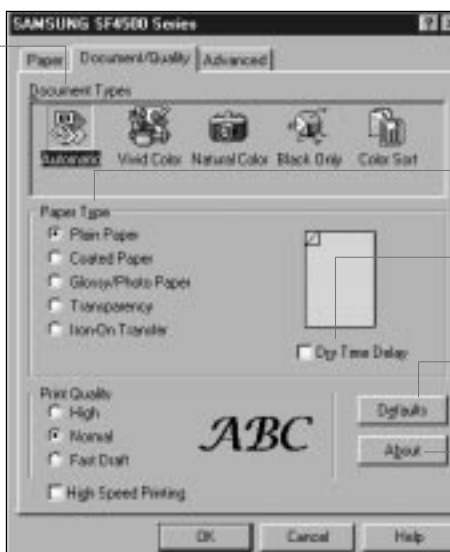 SAMSUNG SF4500 Series
Paper Document/Quality Advanced
Document Types
Automatic Vivid Color Natural Color Black Only Color Sort
Paper Type
Plain Paper
Coated Paper
Glossy/Photo Paper
Transparency
Iron-On Transfer
Dry Time Delay
Print Quality
High
Normal
Fast Draft
ABC
Defaults
About
High Speed Printing
OK Cancel Help